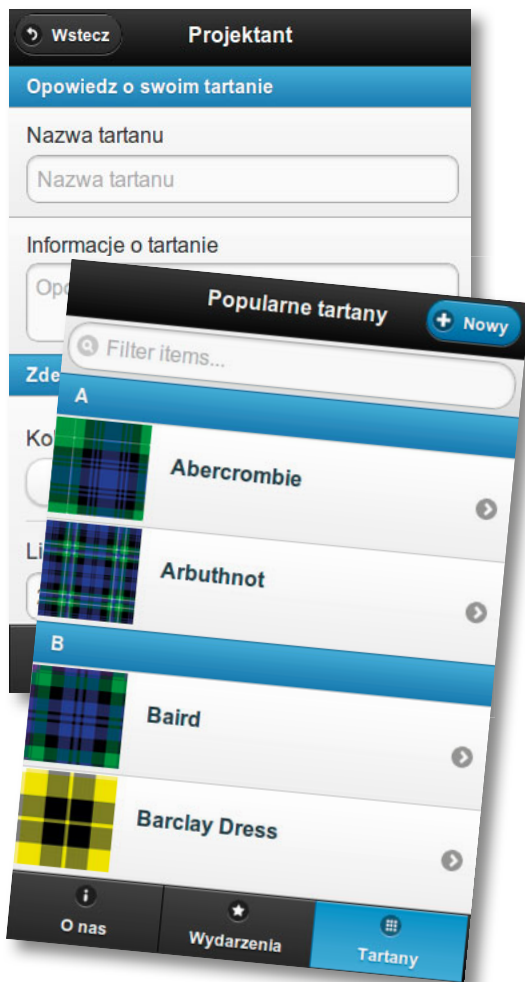 Wstecz
Projektant
Opowiedz o swoim tartanie
Nazwa tartanu
Nazwa tartanu
Informacje o tartanie
Popularne tartany
Nowy
Filter items...
A
Abercrombie
Arbuthnot
B
Baird
Barclay Dress
O nas
Wydarzenia
Tartany